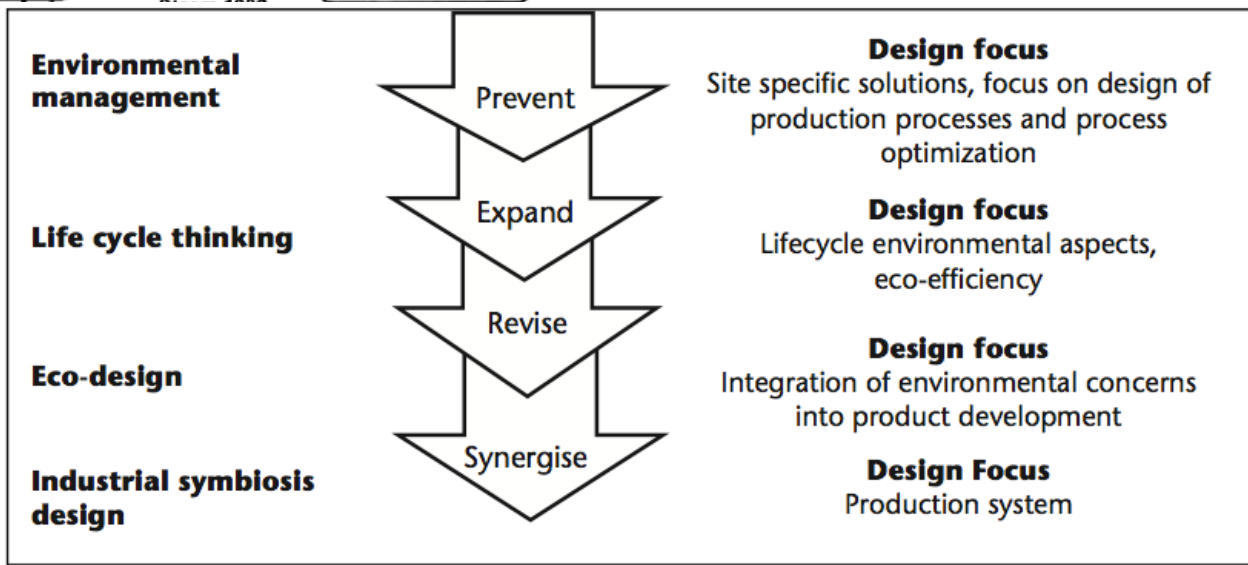 Environmental
management
Prevent
Design focus
Site specific solutions, focus on design of
production processes and process
optimization
Life cycle thinking
Expand
Design focus
Lifecycle environmental aspects,
eco-efficiency
Eco-design
Revise
Design focus
Integration of environmental concerns
into product development
Industrial symbiosis
design
Synergise
Design Focus
Production system